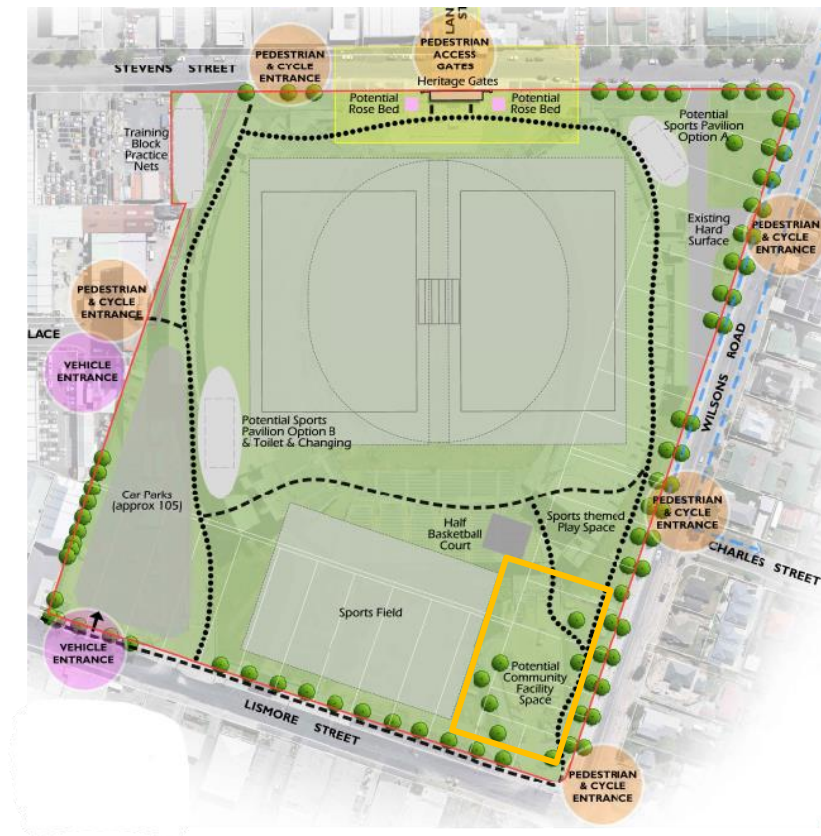 LAN
ST
PEDESTRIAN
& CYCLE
ENTRANCE
PEDESTRIAN
ACCESS
GATES
STEVENS STREET
Heritage Gates
Potential
Rose Bed
Potential
Rose Bed
Training
Block
Practice
Nets
Potential
Sports Pavilion
Option A
Existing
Hard
Surface
PEDESTRIAN
& CYCLE
ENTRANCE
PEDESTRIAN
& CYCLE
ENTRANCE
LACE
VEHICLE
ENTRANCE
WILSONS ROAD
Potential Sports
Pavilion Option B
& Toilet & Changing
Car Parks
(approx 105)
Half
Basketball
Court
Sports themed
Play Space
PEDESTRIAN
& CYCLE
ENTRANCE
CHARLES STREET
Sports Field
VEHICLE
ENTRANCE
Potential
Community
Facility
Space
LISMORE STREET
PEDESTRIAN
& CYCLE
ENTRANCE